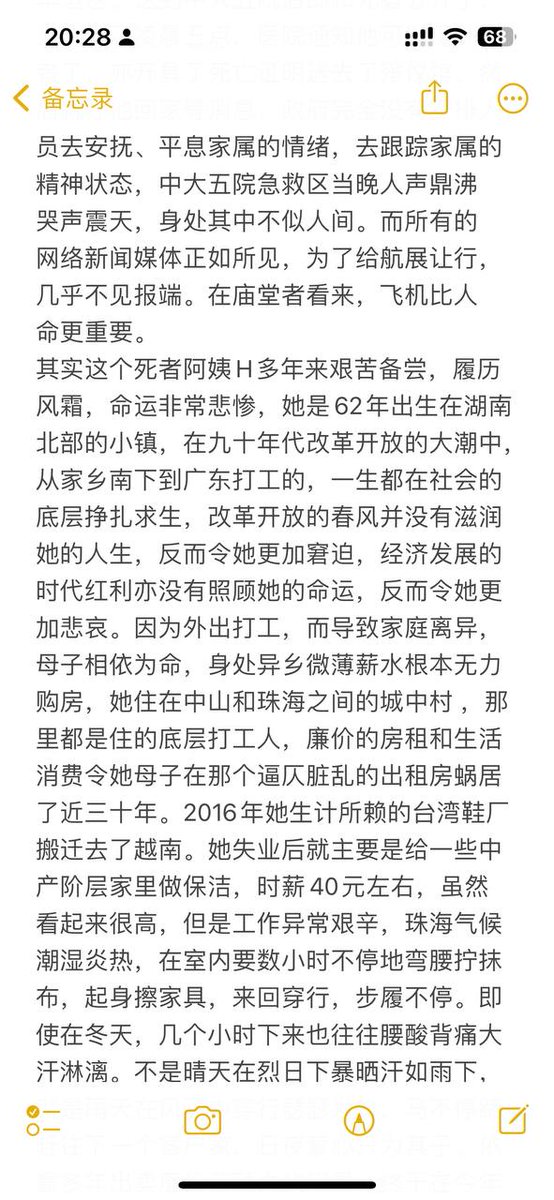 20:28
68
备忘录
员去安抚、平息家属的情绪，去跟踪家属的
精神状态，中大五院急救区当晚人声鼎沸
哭声震天，身处其中不似人间。而所有的
网络新闻媒体正如所见，为了给航展让行，
几乎不见报端。在庙堂者看来，飞机比人
命更重要。
其实这个死者阿姨H多年来艰苦备尝，履历
风霜，命运非常悲惨，她是62年出生在湖南
北部的小镇，在九十年代改革开放的大潮中，
从家乡南下到广东打工的，一生都在社会的
底层挣扎求生，改革开放的春风并没有滋润
她的人生，反而令她更加窘迫，经济发展的
时代红利亦没有照顾她的命运，反而令她更
加悲哀。因为外出打工，而导致家庭离异，
母子相依为命，身处异乡微薄薪水根本无力
购房，她住在中山和珠海之间的城中村 ，那
里都是住的底层打工人，廉价的房租和生活
消费令她母子在那个逼仄脏乱的出租房蜗居
了近三十年。2016年她生计所赖的台湾鞋厂
搬迁去了越南。她失业后就主要是给一些中
产阶层家里做保洁，时薪40元左右，虽然
看起来很高，但是工作异常艰辛，珠海气候
潮湿炎热，在室内要数小时不停地弯腰拧抹
布，起身擦家具，来回穿行，步履不停。即
使在冬天，几个小时下来也往往腰酸背痛大
汗淋漓。不是晴天在烈日下暴晒汗如雨下，